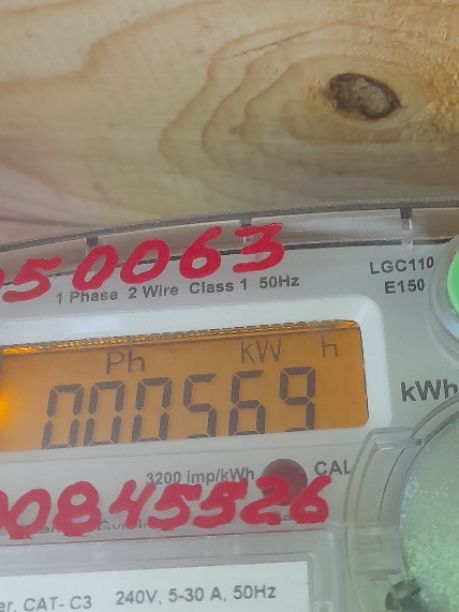 50063
LGC110
1 Phase 2 Wire Class 1 50Hz
E150
Ph kW h
000569
kWh
3200 imp/kWh CAL
00845526
CAT- C3 240V, 5-30 A, 50Hz